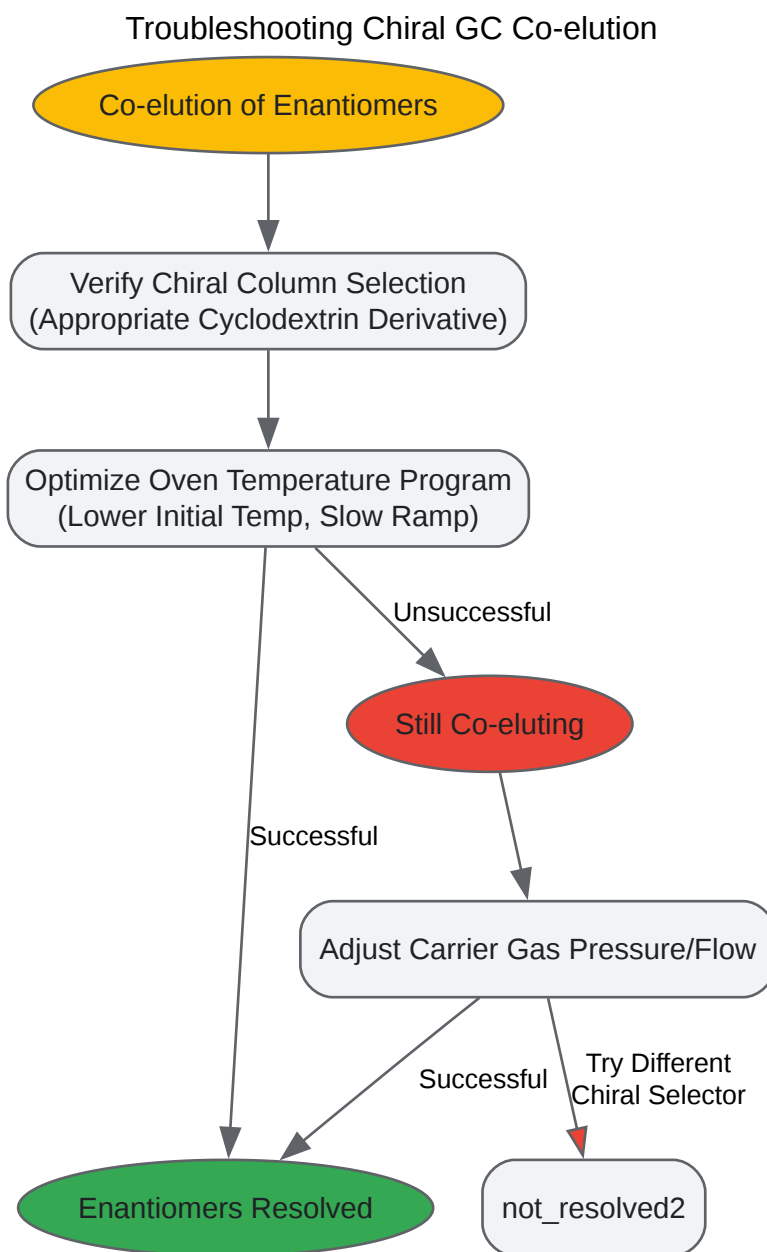 Troubleshooting Chiral GC Co-elution
Co-elution of Enantiomers
Verify Chiral Column Selection
(Appropriate Cyclodextrin Derivative)
Optimize Oven Temperature Program
(Lower Initial Temp, Slow Ramp)
Unsuccessful
Still Co-eluting
Successful
Adjust Carrier Gas Pressure/Flow
Successful
Try Different
Chiral Selector
Enantiomers Resolved
not_resolved2